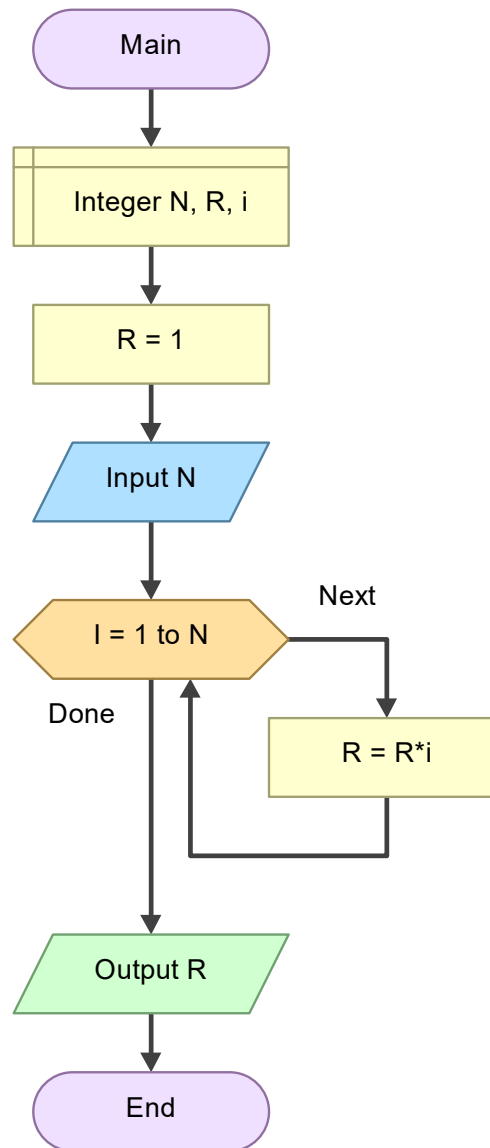 Main
Integer N, R, i
R = 1
Input N
I = 1 to N
Next
Done
R = R*i
Output R
End